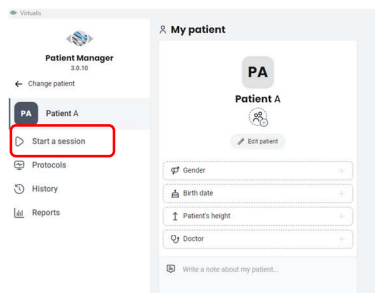 Virtualis
Patient Manager
3.0.10
Change patient
PA Patient A
Start a session
Protocols
History
Reports
My patient
PA
Patient A
Edit patient
Gender
Birth date
Patient's height
Doctor
Write a note about my patient...